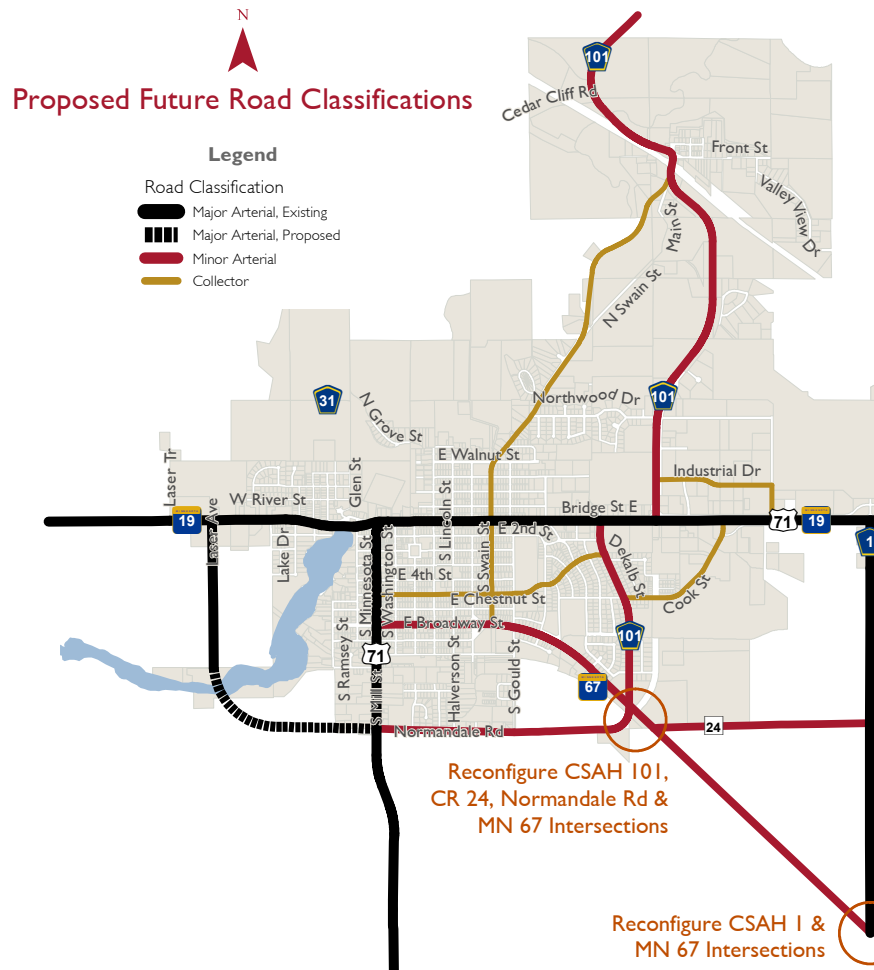 N
Proposed Future Road Classifications
Legend
Road Classification
Major Arterial, Existing
Major Arterial, Proposed
Minor Arterial
Collector
101
Cedar Cliff Rd
Front St
Valley View Dr
Main St
N Swain St
31
N Grove St
Northwood Dr
101
Laser Tr
Glen St
E Walnut St
Industrial Dr
W River St
S Lincoln St
Bridge St E
19
Laser Ave
71
19
1
Lake Dr
S Minnesota St
S Washington St
E 2nd St
S Swain St
Dekalb St
E 4th St
Cook St
E Chestnut St
S Ramsey St
E Broadway St
101
71
Halverson St
S Gould St
67
S Mill St
Normandale Rd
24
Reconfigure CSAH 101,
CR 24, Normandale Rd &
MN 67 Intersections
Reconfigure CSAH 1 &
MN 67 Intersections